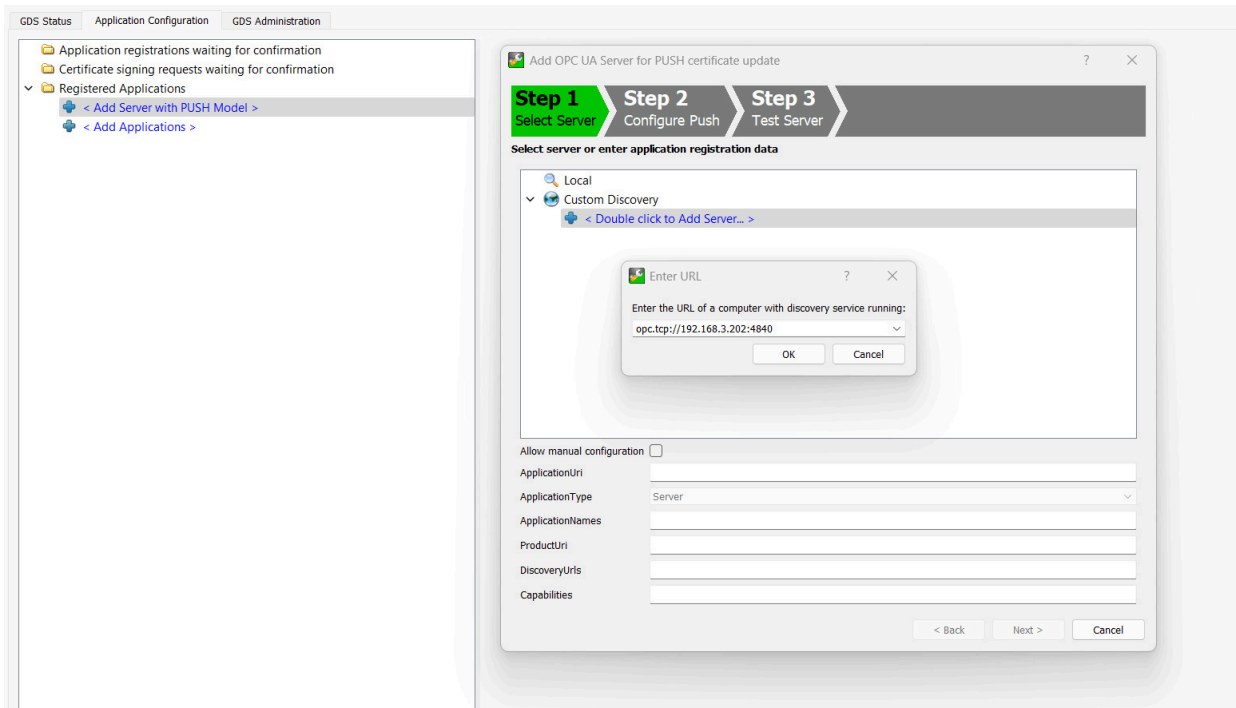 GDS Status Application Configuration GDS Administration
Application registrations waiting for confirmation
Certificate signing requests waiting for confirmation
Registered Applications
< Add Server with PUSH Model >
< Add Applications >
Add OPC UA Server for PUSH certificate update ?
Step 1 Step 2 Step 3
Select Server Configure Push Test Server
Select server or enter application registration data
Local
Custom Discovery
< Double click to Add Server... >
Enter URL ?
Enter the URL of a computer with discovery service running:
opc.tcp://192.168.3.202:4840
OK Cancel
Allow manual configuration
ApplicationUri
ApplicationType Server
ApplicationNames
ProductUri
DiscoveryUrls
Capabilities
< Back Next > Cancel